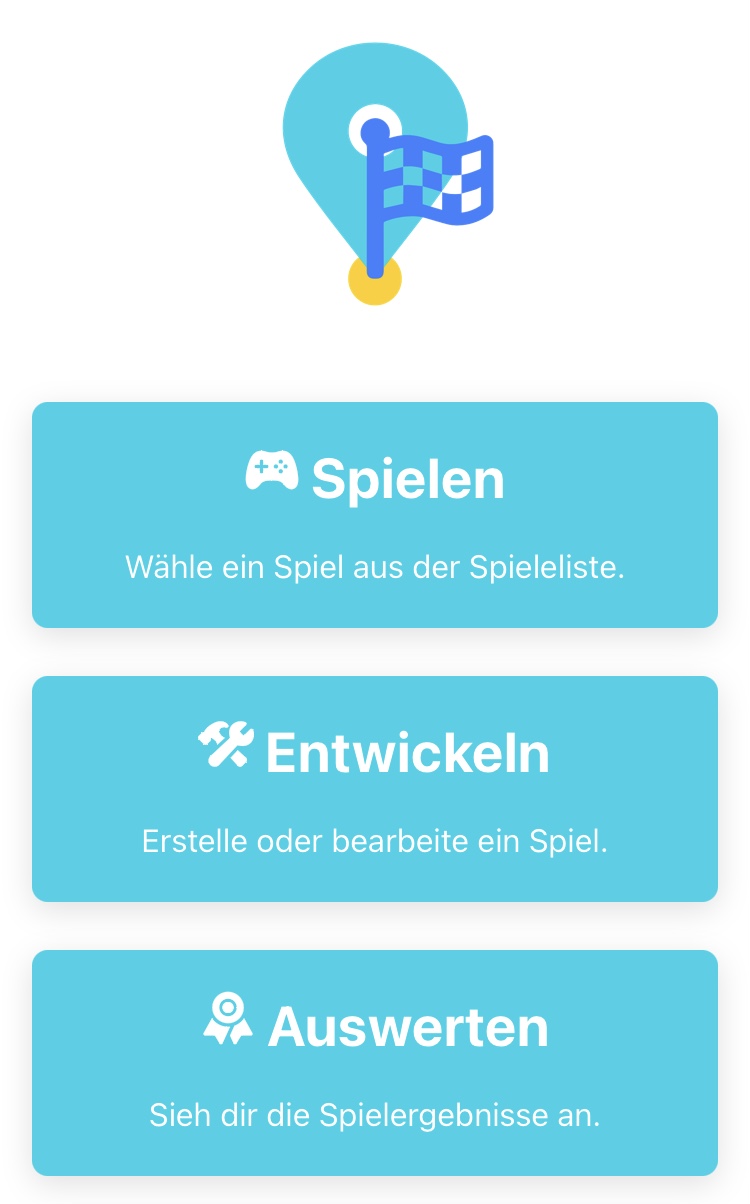 Spielen
Wähle ein Spiel aus der Spieleliste.
Entwickeln
Erstelle oder bearbeite ein Spiel.
Auswerten
Sieh dir die Spielergebnisse an.